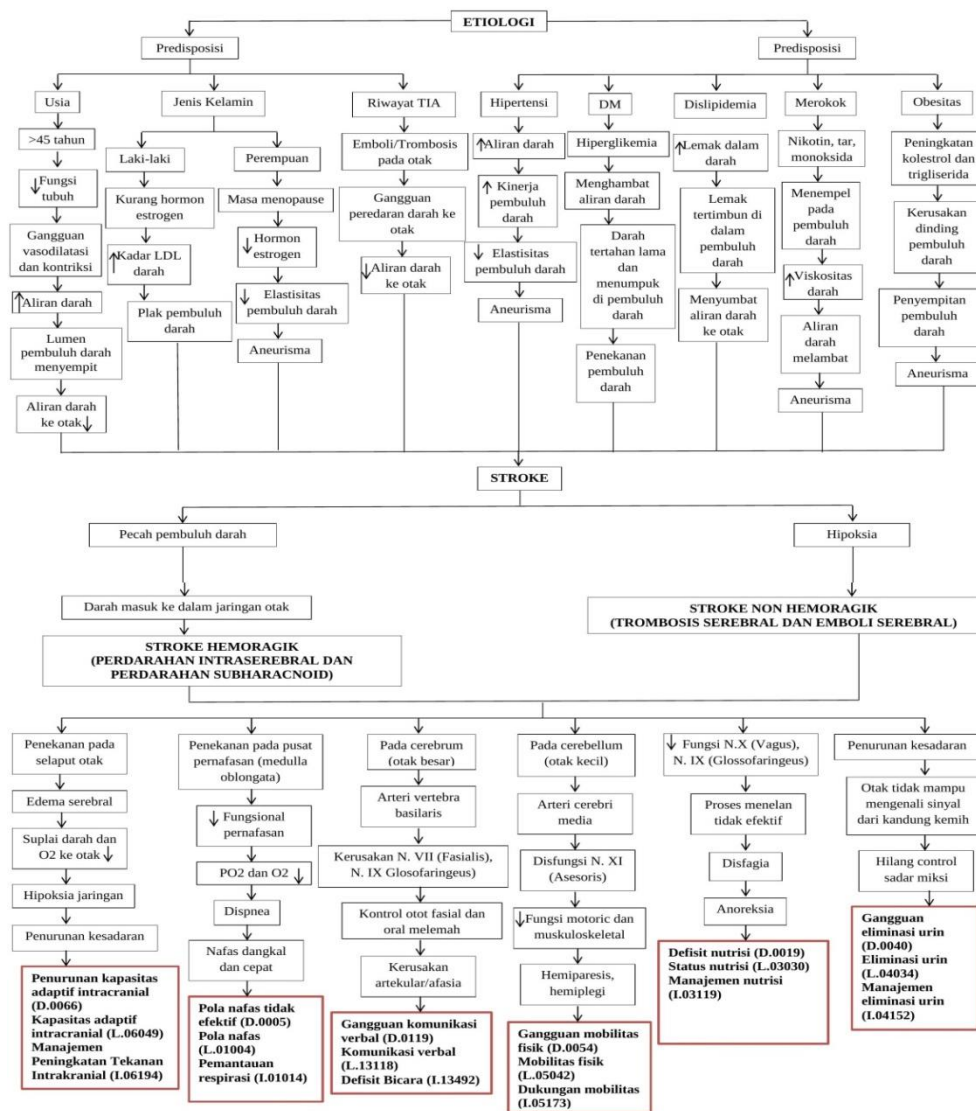 ETIOLOGI
Predisposisi
Predisposisi
Usia
>45 tahun
↓ Fungsi
tubuh
Gangguan
vasodilatasi
dan kontriksi
↑ Aliran darah
Lumen
pembuluh darah
menyempit
Aliran darah
ke otak ↓
Jenis Kelamin
Laki-laki
Kurang hormon
estrogen
↑ Kadar LDL
darah
Plak pembuluh
darah
Perempuan
Masa menopause
↓ Hormon
estrogen
↓ Elastisitas
pembuluh darah
Aneurisma
Riwayat TIA
Emboli/Trombosis
pada otak
Gangguan
peredaran darah ke
otak
↓ Aliran darah
ke otak
Hipertensi
↑ Aliran darah
↑ Kinerja
pembuluh
darah
↓ Elastisitas
pembuluh darah
Aneurisma
DM
Hiperglikemia
Menghambat
aliran darah
Darah
tertahan lama
dan
menumpuk
di pembuluh
darah
Penekanan
pembuluh
darah
Dislipidemia
↑ Lemak dalam
darah
Lemak
tertimbun di
dalam
pembuluh
darah
Menyumbat
aliran darah
ke otak
Merokok
Nikotin, tar,
monoksida
Menempel
pada
pembuluh
darah
↑ Viskositas
darah
Aliran
darah
melambat
Aneurisma
Obesitas
Peningkatan
kolestrol dan
trigliserida
Kerusakan
dinding
pembuluh
darah
Penyempitan
pembuluh
darah
Aneurisma
STROKE
Pecah pembuluh darah
Darah masuk ke dalam jaringan otak
STROKE HEMORAGIK
(PERDARAHAN INTRASEREBRAL DAN
PERDARAHAN SUBHARACNOID)
Hipoksia
STROKE NON HEMORAGIK
(TROMBOSIS SEREBRAL DAN EMBOLI SEREBRAL)
Penekanan pada
selaput otak
Edema serebral
Suplai darah dan
O2 ke otak ↓
Hipoksia jaringan
Penurunan kesadaran
Penurunan kapasitas
adaptif intracranial
(D.0066)
Kapasitas adaptif
intracranial (L.06049)
Manajemen
Peningkatan Tekanan
Intrakranial (I.06194)
Penekanan pada pusat
pernafasan (medulla
oblongata)
↓ Fungsional
pernafasan
PO2 dan O2 ↓
Dispnea
Nafas dangkal
dan cepat
Pola nafas tidak
efektif (D.0005)
Pola nafas
(L.01004)
Pemantauan
respirasi (I.01014)
Pada cerebrum
(otak besar)
Arteri vertebra
basilaris
Kerusakan N. VII (Fasialis),
N. IX Glosofaringeus)
Kontrol otot fasial dan
oral melemah
Kerusakan
artekular/afasia
Gangguan komunikasi
verbal (D.0119)
Komunikasi verbal
(L.13118)
Defisit Bicara (I.13492)
Pada cerebellum
(otak kecil)
Arteri cerebri
media
Disfungsi N. XI
(Asesoris)
↓ Fungsi motoric dan
muskuloskeletal
Hemiparesis,
hemiplegi
Gangguan mobilitas
fisik (D.0054)
Mobilitas fisik
(L.05042)
Dukungan mobilitas
(I.05173)
↓ Fungsi N.X (Vagus),
N. IX (Glossofaringeus)
Proses menelan
tidak efektif
Disfagia
Anoreksia
Defisit nutrisi (D.0019)
Status nutrisi (L.03030)
Manajemen nutrisi
(I.03119)
Penurunan kesadaran
Otak tidak mampu
mengenali sinyal
dari kandung kemih
Hilang control
sadar miksi
Gangguan
eliminasi urin
(D.0040)
Eliminasi urin
(L.04034)
Manajemen
eliminasi urin
(I.04152)